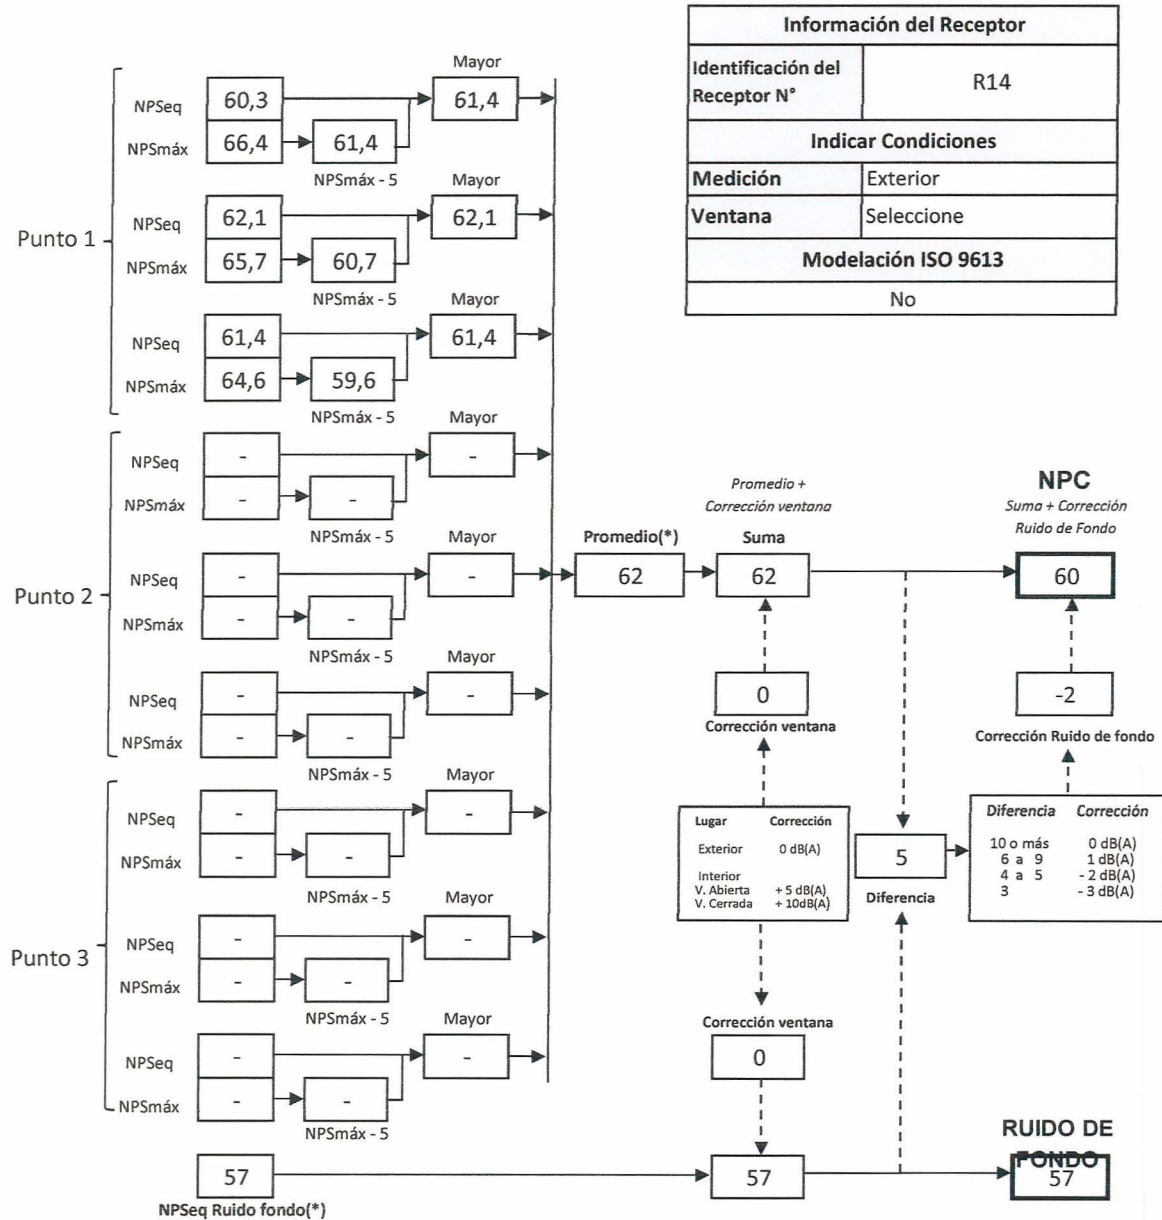 Información del Receptor
Identificación del Receptor N°
R14
Indicar Condiciones
Medición Exterior
Ventana Seleccione
Modelación ISO 9613
No
Punto 1
Mayor
NPSeq 60,3 61,4
NPSmáx 66,4 61,4
NPSmáx - 5
Mayor
NPSeq 62,1 62,1
NPSmáx 65,7 60,7
NPSmáx - 5
Mayor
NPSeq 61,4 61,4
NPSmáx 64,6 59,6
NPSmáx - 5
Punto 2
Mayor
NPSeq - -
NPSmáx - -
NPSmáx - 5
Mayor
NPSeq - -
NPSmáx - -
NPSmáx - 5
Mayor
NPSeq - -
NPSmáx - -
NPSmáx - 5
Punto 3
Mayor
NPSeq - -
NPSmáx - -
NPSmáx - 5
Mayor
NPSeq - -
NPSmáx - -
NPSmáx - 5
Mayor
NPSeq - -
NPSmáx - -
NPSmáx - 5
57
NPSeq Ruido fondo(*)
Promedio(*)
62
Promedio +
Corrección ventana
Suma
62
0
Corrección ventana
Lugar Corrección
Exterior 0 dB(A)
Interior
V. Abierta + 5 dB(A)
V. Cerrada + 10dB(A)
Corrección ventana
0
57
5
Diferencia
NPC
Suma + Corrección
Ruido de Fondo
60
-2
Corrección Ruido de fondo
Diferencia Corrección
10 o más 0 dB(A)
6 a 9 1 dB(A)
4 a 5 - 2 dB(A)
3 - 3 dB(A)
RUIDO DE
FONDO
57